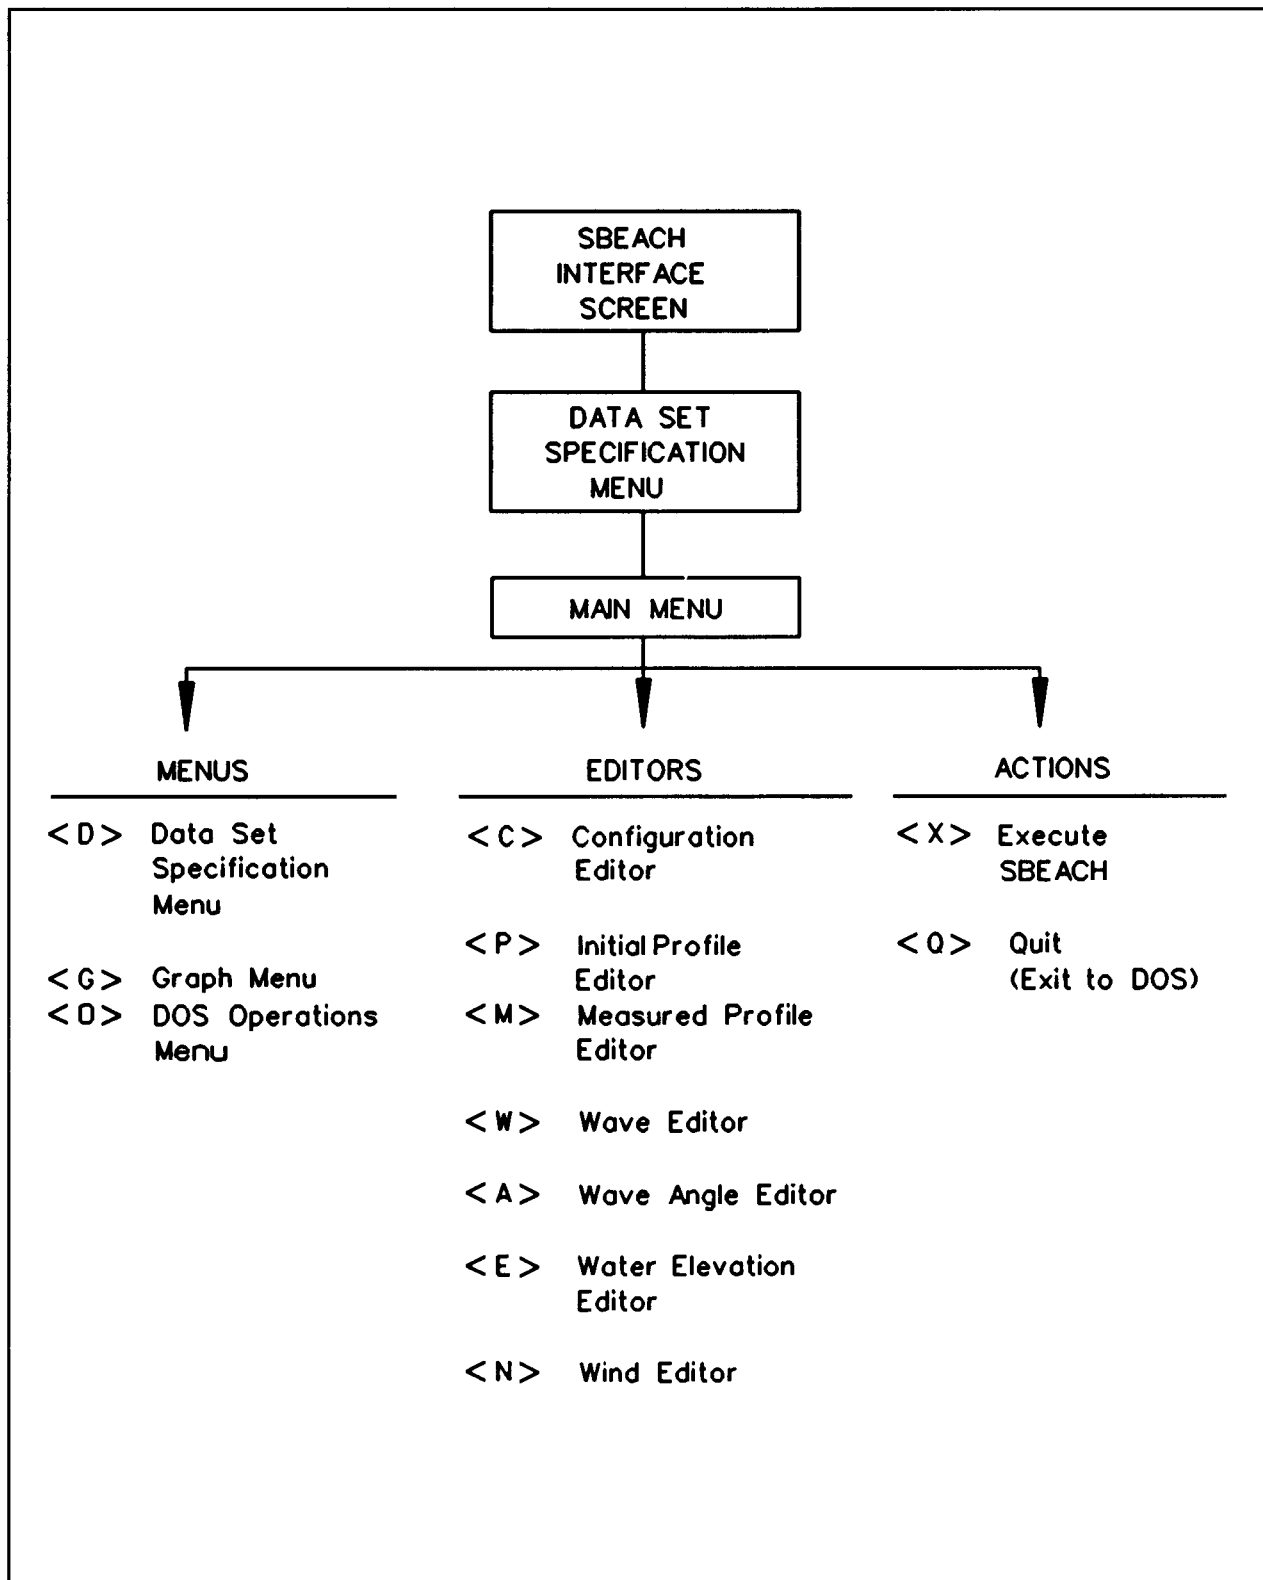 SBEACH
INTERFACE
SCREEN
DATA SET
SPECIFICATION
MENU
MAIN MENU
MENUS
<D> Data Set
Specification
Menu
<G> Graph Menu
<O> DOS Operations
Menu
EDITORS
<C> Configuration
Editor
<P> Initial Profile
Editor
<M> Measured Profile
Editor
<W> Wave Editor
<A> Wave Angle Editor
<E> Water Elevation
Editor
<N> Wind Editor
ACTIONS
<X> Execute
SBEACH
<Q> Quit
(Exit to DOS)